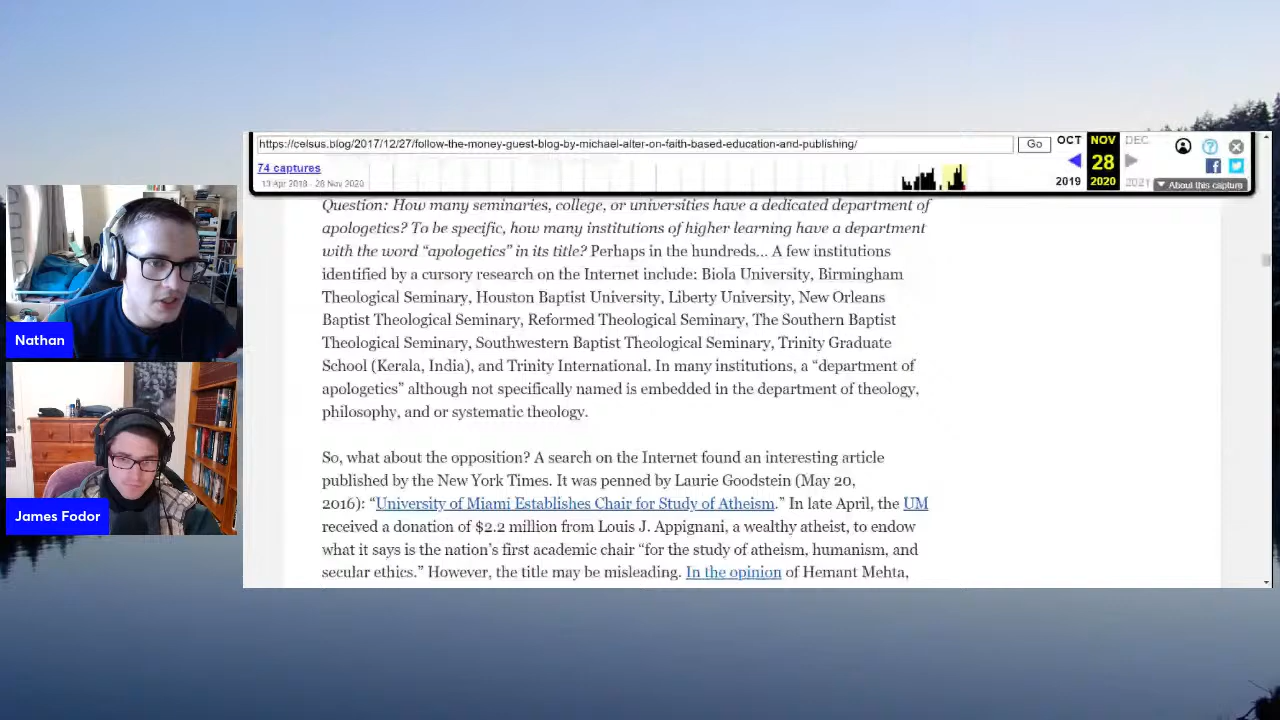 https://celsus.blog/2017/12/27/follow-the-money-guest-blog-by-michael-alter-on-faith-based-education-and-publishing/
Go
OCT
NOV
DEC
74 captures
28
13 Apr 2018 - 28 Nov 2020
2019
2020
2021
About this capture
Question: How many seminaries, college, or universities have a dedicated department of
apologetics? To be specific, how many institutions of higher learning have a department
with the word “apologetics” in its title? Perhaps in the hundreds... A few institutions
identified by a cursory research on the Internet include: Biola University, Birmingham
Theological Seminary, Houston Baptist University, Liberty University, New Orleans
Baptist Theological Seminary, Reformed Theological Seminary, The Southern Baptist
Theological Seminary, Southwestern Baptist Theological Seminary, Trinity Graduate
School (Kerala, India), and Trinity International. In many institutions, a “department of
apologetics” although not specifically named is embedded in the department of theology,
philosophy, and or systematic theology.
So, what about the opposition? A search on the Internet found an interesting article
published by the New York Times. It was penned by Laurie Goodstein (May 20,
2016): “University of Miami Establishes Chair for Study of Atheism.” In late April, the UM
received a donation of $2.2 million from Louis J. Appignani, a wealthy atheist, to endow
what it says is the nation’s first academic chair “for the study of atheism, humanism, and
secular ethics.” However, the title may be misleading. In the opinion of Hemant Mehta,
Nathan
James Fodor